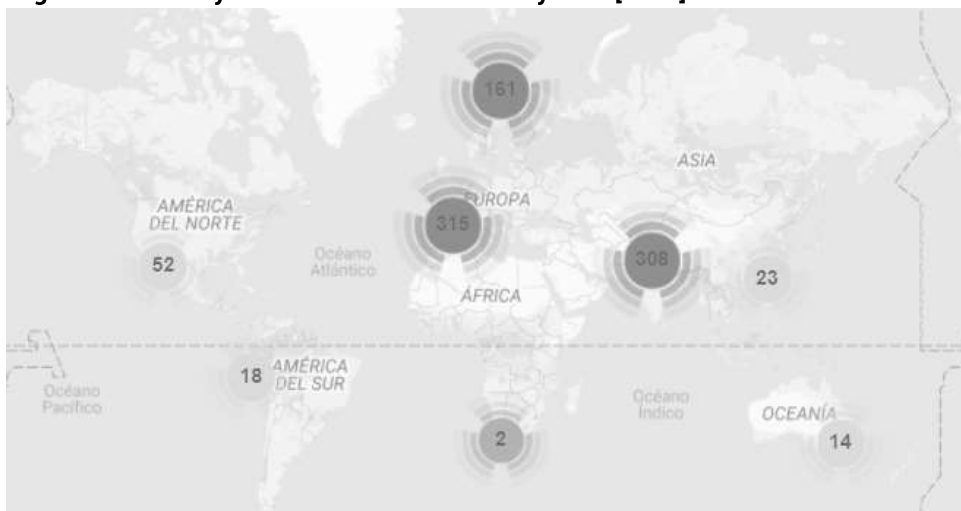 161
ASIA
EUROPA
AMÉRICA
DEL NORTE
315
Océano
Atlántico
52
308
23
ÁFRICA
18
AMÉRICA
DEL SUR
Océano
Pacífico
Océano
Índico
OCEANÍA
2
14